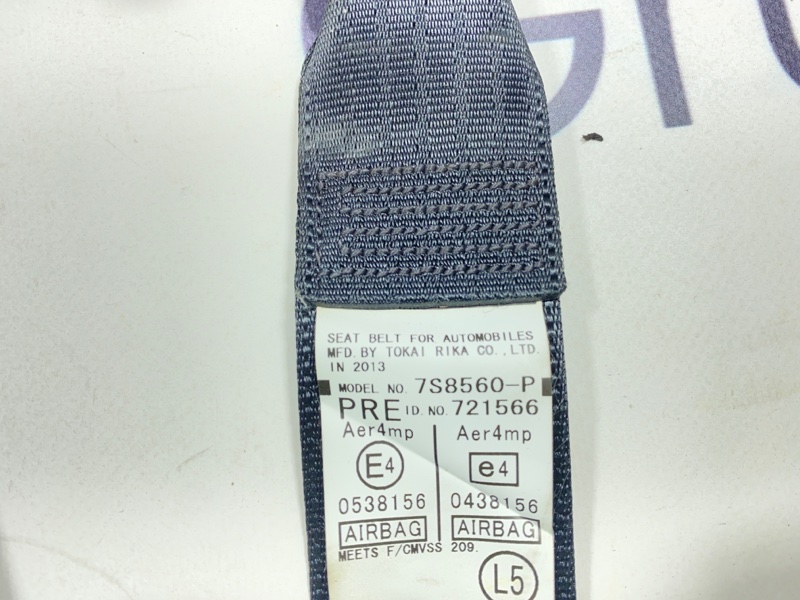 SEAT BELT FOR AUTOMOBILES
MFD. BY TOKAI RIKA CO., LTD.
IN 2013
MODEL NO. 7S8560-P
PRE ID. NO. 721566
Aer4mp Aer4mp
E4 e4
0538156 0438156
AIRBAG AIRBAG
MEETS F/CMVSS 209.
L5